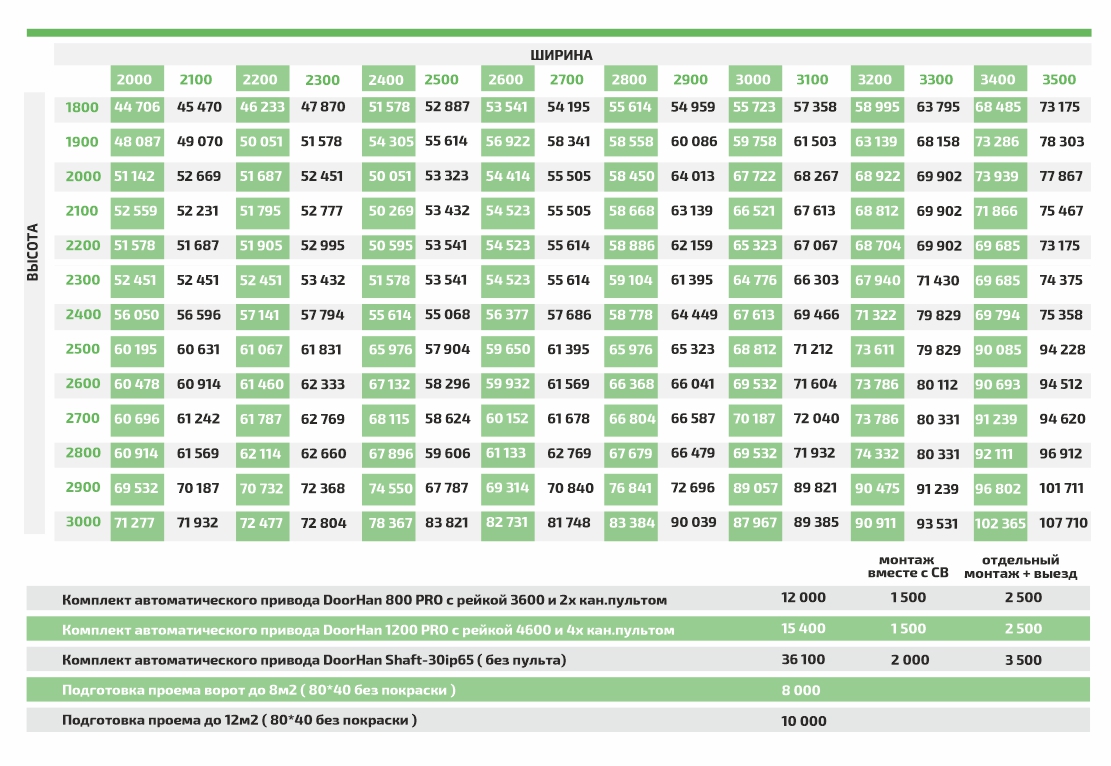 ШИРИНА
2000 2100 2200 2300 2400 2500 2600 2700 2800 2900 3000 3100 3200 3300 3400 3500
ВЫСОТА
1800 44 706 45 470 46 233 47 870 51 578 52 887 53 541 54 195 55 614 54 959 55 723 57 358 58 995 63 795 68 485 73 175
1900 48 087 49 070 50 051 51 578 54 305 55 614 56 922 58 341 58 558 60 086 59 758 61 503 63 139 68 158 73 286 78 303
2000 51 142 52 669 51 687 52 451 50 051 53 323 54 414 55 505 58 450 64 013 67 722 68 267 68 922 69 902 73 939 77 867
2100 52 559 52 231 51 795 52 777 50 269 53 432 54 523 55 505 58 668 63 139 66 521 67 613 68 812 69 902 71 866 75 467
2200 51 578 51 687 51 905 52 995 50 595 53 541 54 523 55 614 58 886 62 159 65 323 67 067 68 704 69 902 69 685 73 175
2300 52 451 52 451 52 451 53 432 51 578 53 541 54 523 55 614 59 104 61 395 64 776 66 303 67 940 71 430 69 685 74 375
2400 56 050 56 596 57 141 57 794 55 614 55 068 56 377 57 686 58 778 64 449 67 613 69 466 71 322 79 829 69 794 75 358
2500 60 195 60 631 61 067 61 831 65 976 57 904 59 650 61 395 65 976 65 323 68 812 71 212 73 611 79 829 90 085 94 228
2600 60 478 60 914 61 460 62 333 67 132 58 296 59 932 61 569 66 368 66 041 69 532 71 604 73 786 80 112 90 693 94 512
2700 60 696 61 242 61 787 62 769 68 115 58 624 60 152 61 678 66 804 66 587 70 187 72 040 73 786 80 331 91 239 94 620
2800 60 914 61 569 62 114 62 660 67 896 59 606 61 133 62 769 67 679 66 479 69 532 71 932 74 332 80 331 92 111 96 912
2900 69 532 70 187 70 732 72 368 74 550 67 787 69 314 70 840 76 841 72 696 89 057 89 821 90 475 91 239 96 802 101 711
3000 71 277 71 932 72 477 72 804 78 367 83 821 82 731 81 748 83 384 90 039 87 967 89 385 90 911 93 531 102 365 107 710
монтаж отдельный
вместе с СВ монтаж + выезд
Комплект автоматического привода DoorHan 800 PRO с рейкой 3600 и 2х кан.пультом 12 000 1 500 2 500
Комплект автоматического привода DoorHan 1200 PRO с рейкой 4600 и 4х кан.пультом 15 400 1 500 2 500
Комплект автоматического привода DoorHan Shaft-30ip65 ( без пульта) 36 100 2 000 3 500
Подготовка проема ворот до 8м2 ( 80*40 без покраски ) 8 000
Подготовка проема до 12м2 ( 80*40 без покраски ) 10 000